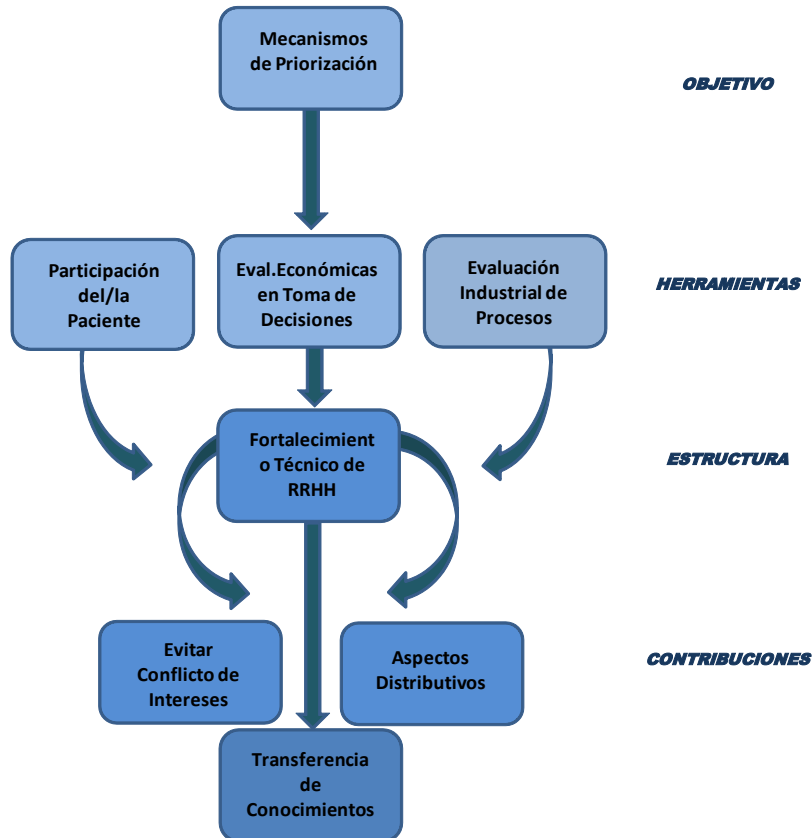 Mecanismos
de Priorización
OBJETIVO
Participación
del/la
Paciente
Eval.Económicas
en Toma de
Decisiones
Evaluación
Industrial de
Procesos
HERRAMIENTAS
Fortalecimient
o Técnico de
RRHH
ESTRUCTURA
Evitar
Conflicto de
Intereses
Aspectos
Distributivos
CONTRIBUCIONES
Transferencia
de
Conocimientos